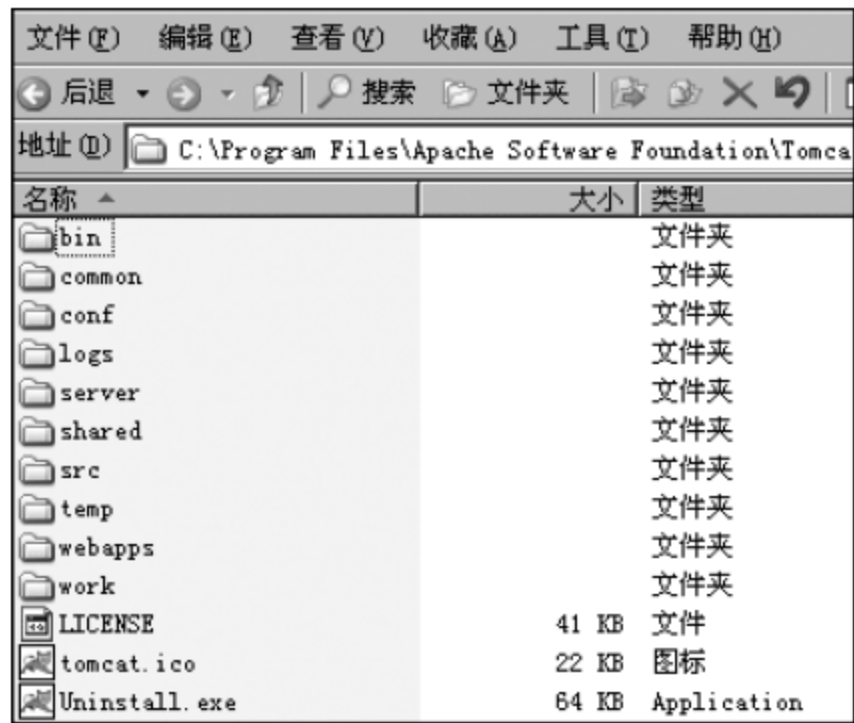 文件(F) 编辑(E) 查看(V) 收藏(A) 工具(T) 帮助(H)
后退 搜索 文件夹
地址(D) C:\Program Files\Apache Software Foundation\Tomca
名称 大小 类型
bin 文件夹
common 文件夹
conf 文件夹
logs 文件夹
server 文件夹
shared 文件夹
src 文件夹
temp 文件夹
webapps 文件夹
work 文件夹
LICENSE 41 KB 文件
tomcat.ico 22 KB 图标
Uninstall.exe 64 KB Application